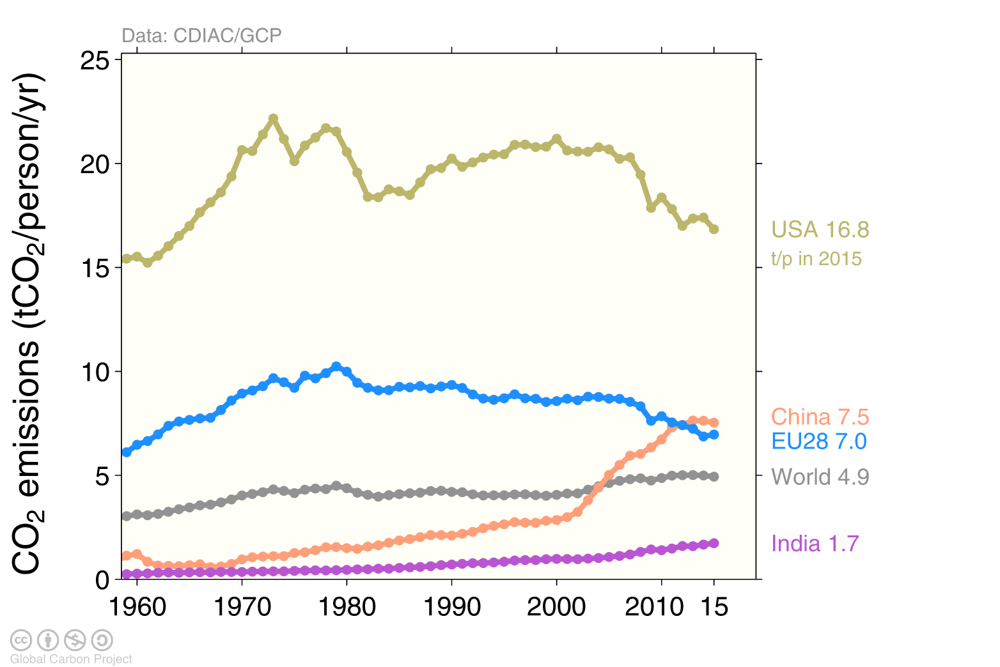 Data: CDIAC/GCP
CO2 emissions (tCO2/person/yr)
25
20
15
10
5
0
1960 1970 1980 1990 2000 2010 15
USA 16.8
t/p in 2015
China 7.5
EU28 7.0
World 4.9
India 1.7
cc
Global Carbon Project